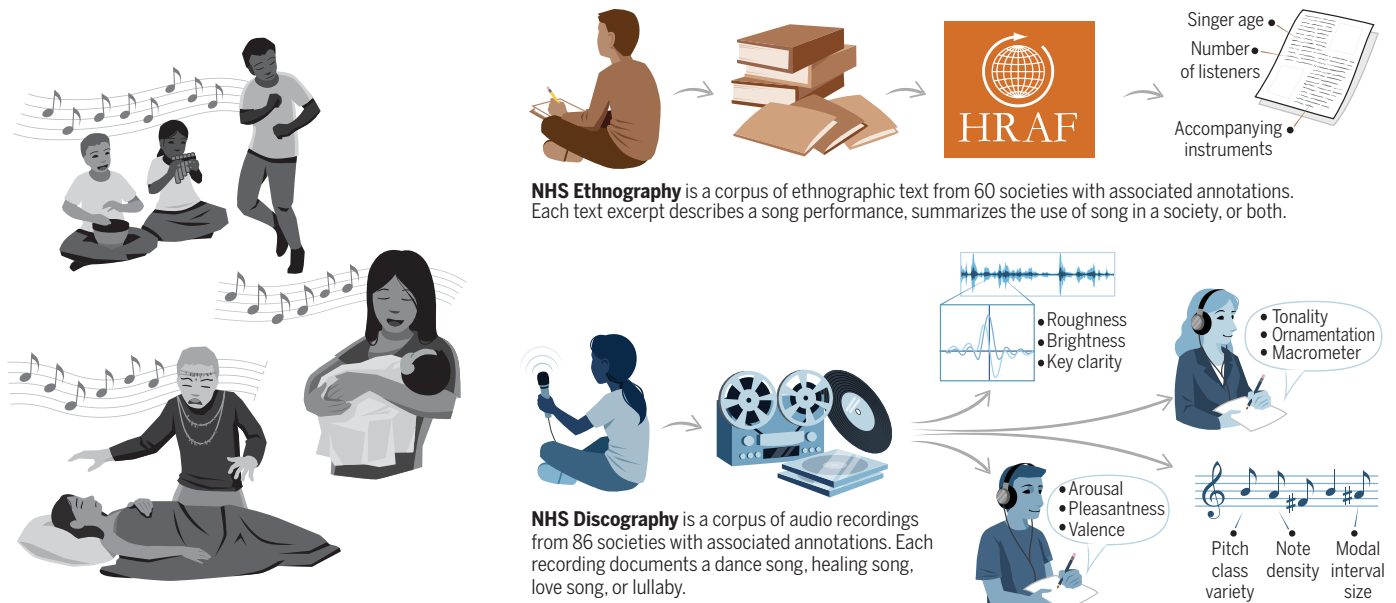 HRAF
Singer age
Number
of listeners
Accompanying
instruments
NHS Ethnography is a corpus of ethnographic text from 60 societies with associated annotations.
Each text excerpt describes a song performance, summarizes the use of song in a society, or both.
Roughness
Brightness
Key clarity
Tonality
Ornamentation
Macrometer
NHS Discography is a corpus of audio recordings
from 86 societies with associated annotations. Each
recording documents a dance song, healing song,
love song, or lullaby.
Arousal
Pleasantness
Valence
Pitch
class
variety
Note
density
Modal
interval
size